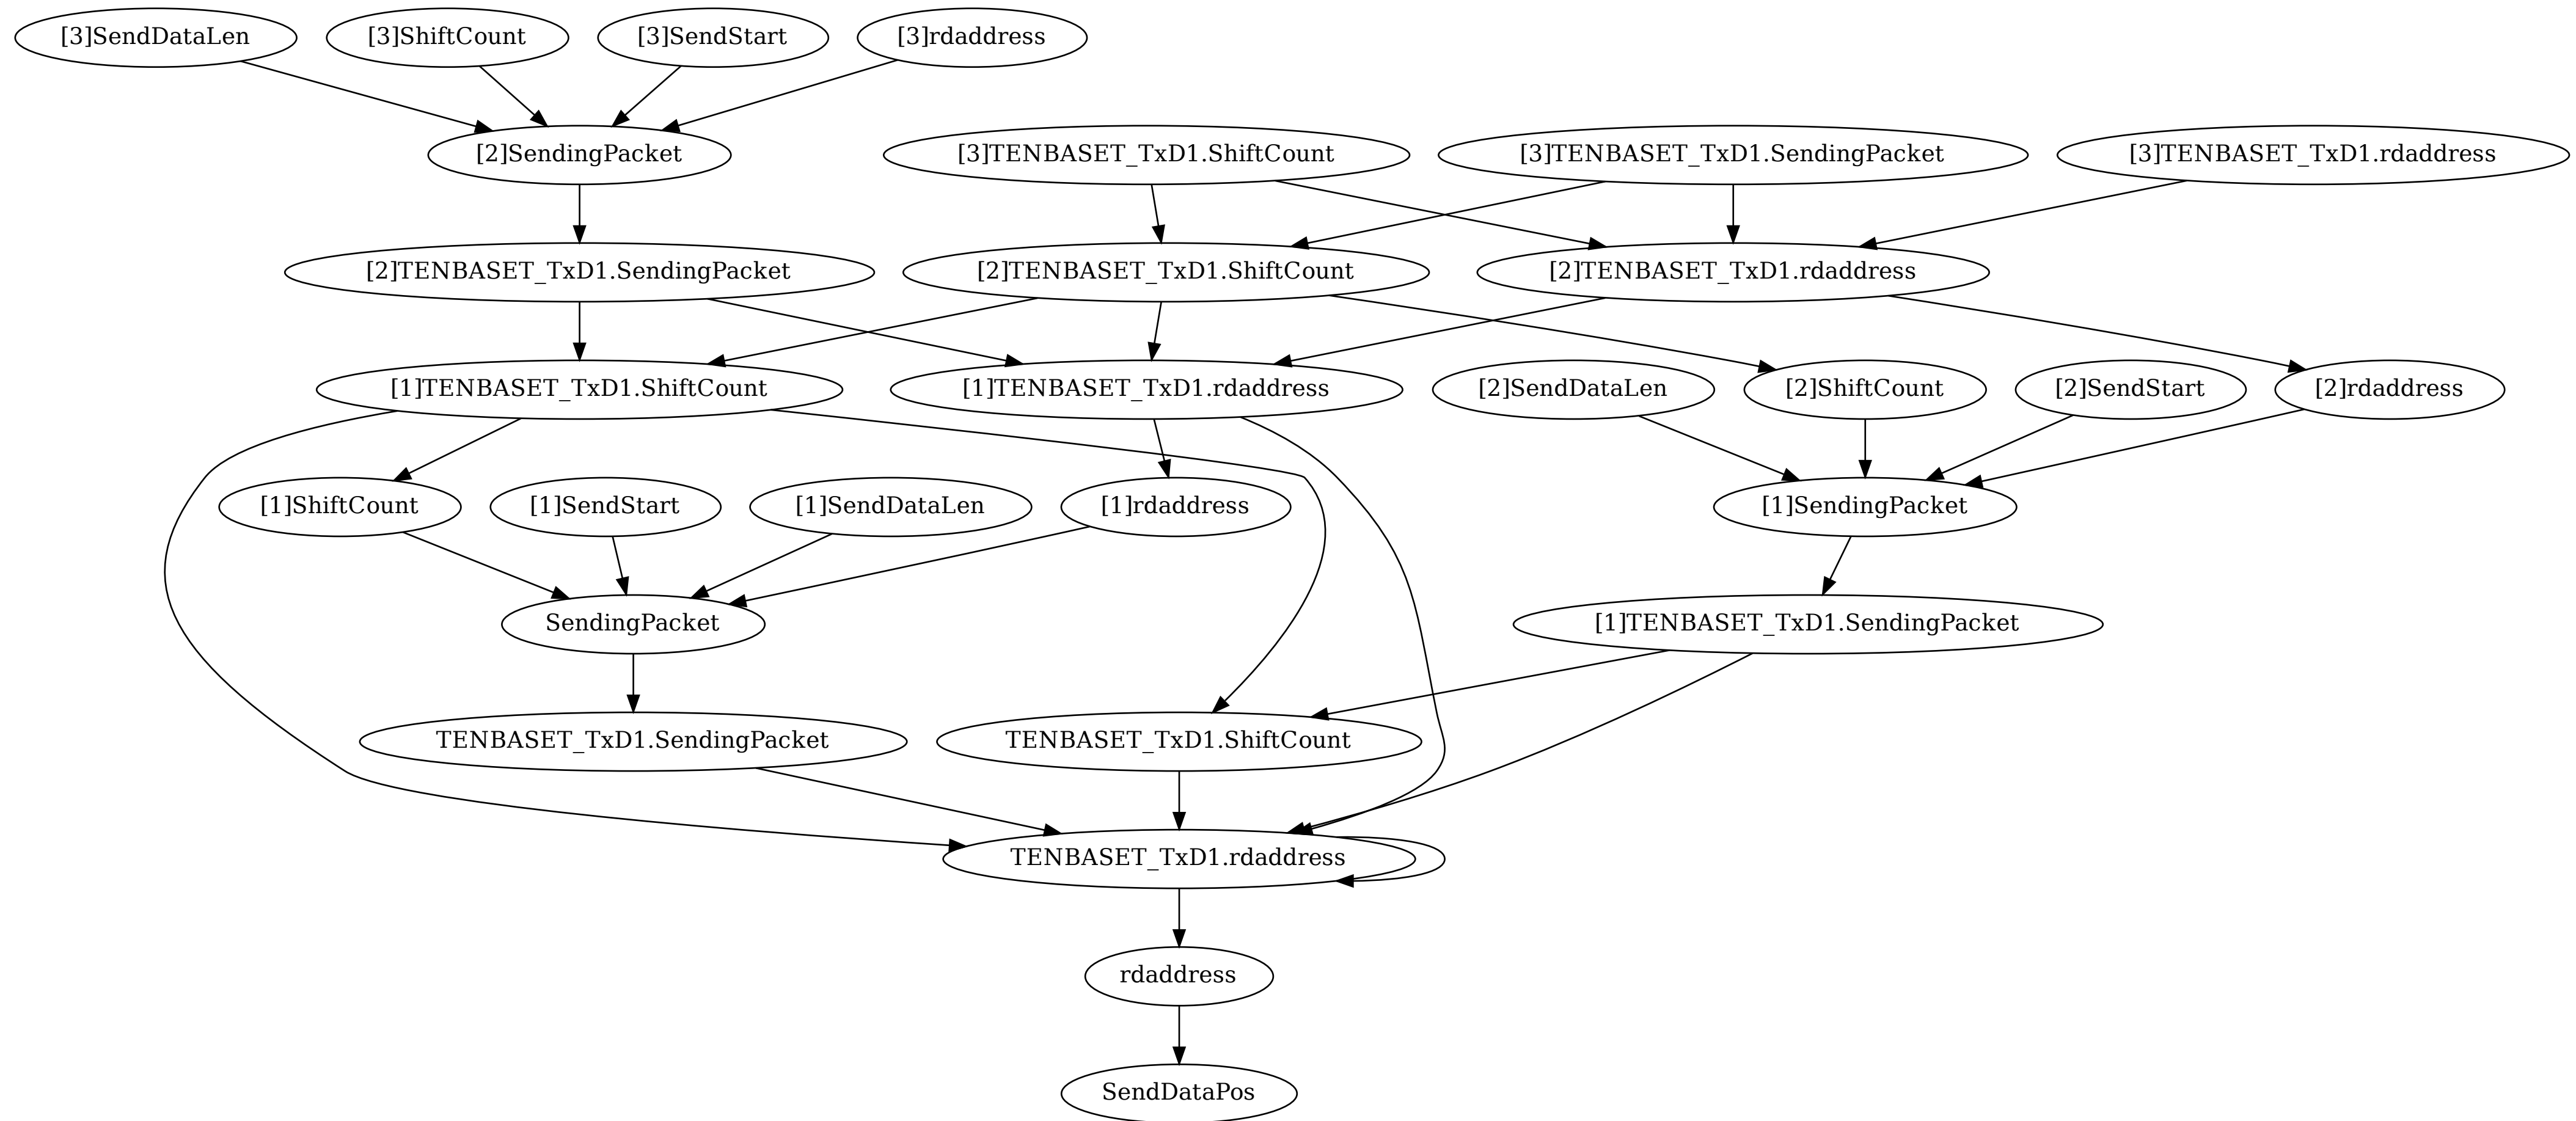 [3]SendDataLen
[3]ShiftCount
[3]SendStart
[3]rdaddress
[2]SendingPacket
[3]TENBASET_TxD1.ShiftCount
[3]TENBASET_TxD1.SendingPacket
[3]TENBASET_TxD1.rdaddress
[2]TENBASET_TxD1.SendingPacket
[2]TENBASET_TxD1.ShiftCount
[2]TENBASET_TxD1.rdaddress
[1]TENBASET_TxD1.ShiftCount
[1]TENBASET_TxD1.rdaddress
[2]SendDataLen
[2]ShiftCount
[2]SendStart
[2]rdaddress
[1]ShiftCount
[1]SendStart
[1]SendDataLen
[1]rdaddress
[1]SendingPacket
SendingPacket
[1]TENBASET_TxD1.SendingPacket
TENBASET_TxD1.SendingPacket
TENBASET_TxD1.ShiftCount
TENBASET_TxD1.rdaddress
rdaddress
SendDataPos